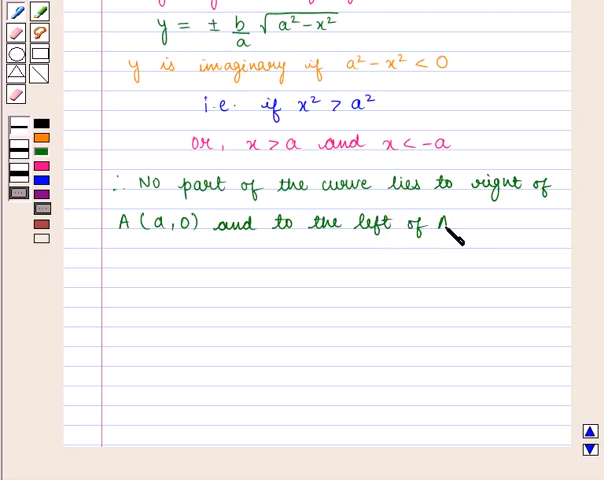 y = ± b/a √a²-x²
y is imaginary if a²-x² < 0
i.e. if x² > a²
or, x > a and x < -a
∴ No part of the curve lies to right of
A (a,0) and to the left of